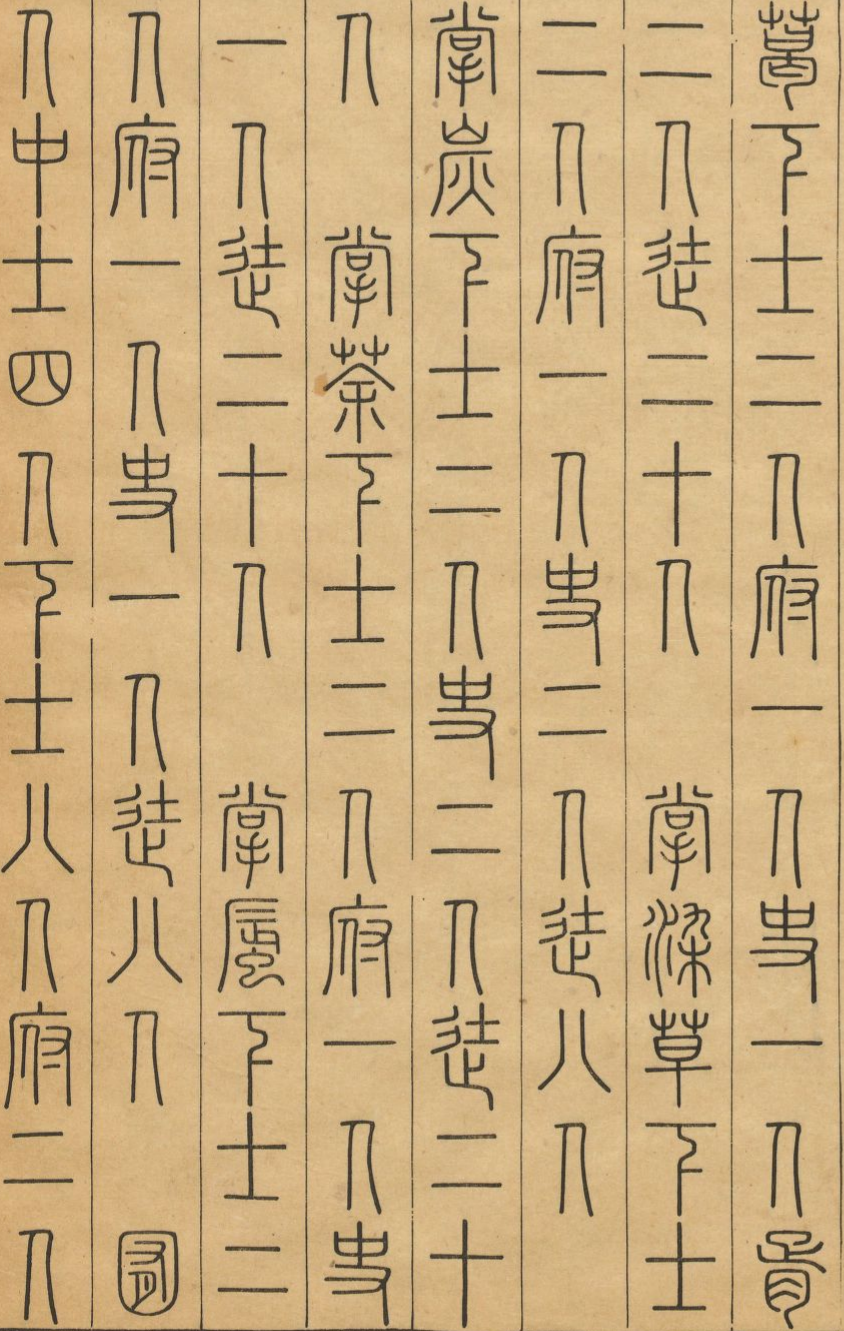 葛下士二人府一人史一人胥
二人徒二十人 掌染草下士
二人府一人史二人徒八人
掌炭下士二人史二人徒二十
人 掌荼下士二人府一人史
一人徒二十人 掌蜃下士二
人府一人史一人徒八人 囿
人中士四人下士八人府二人